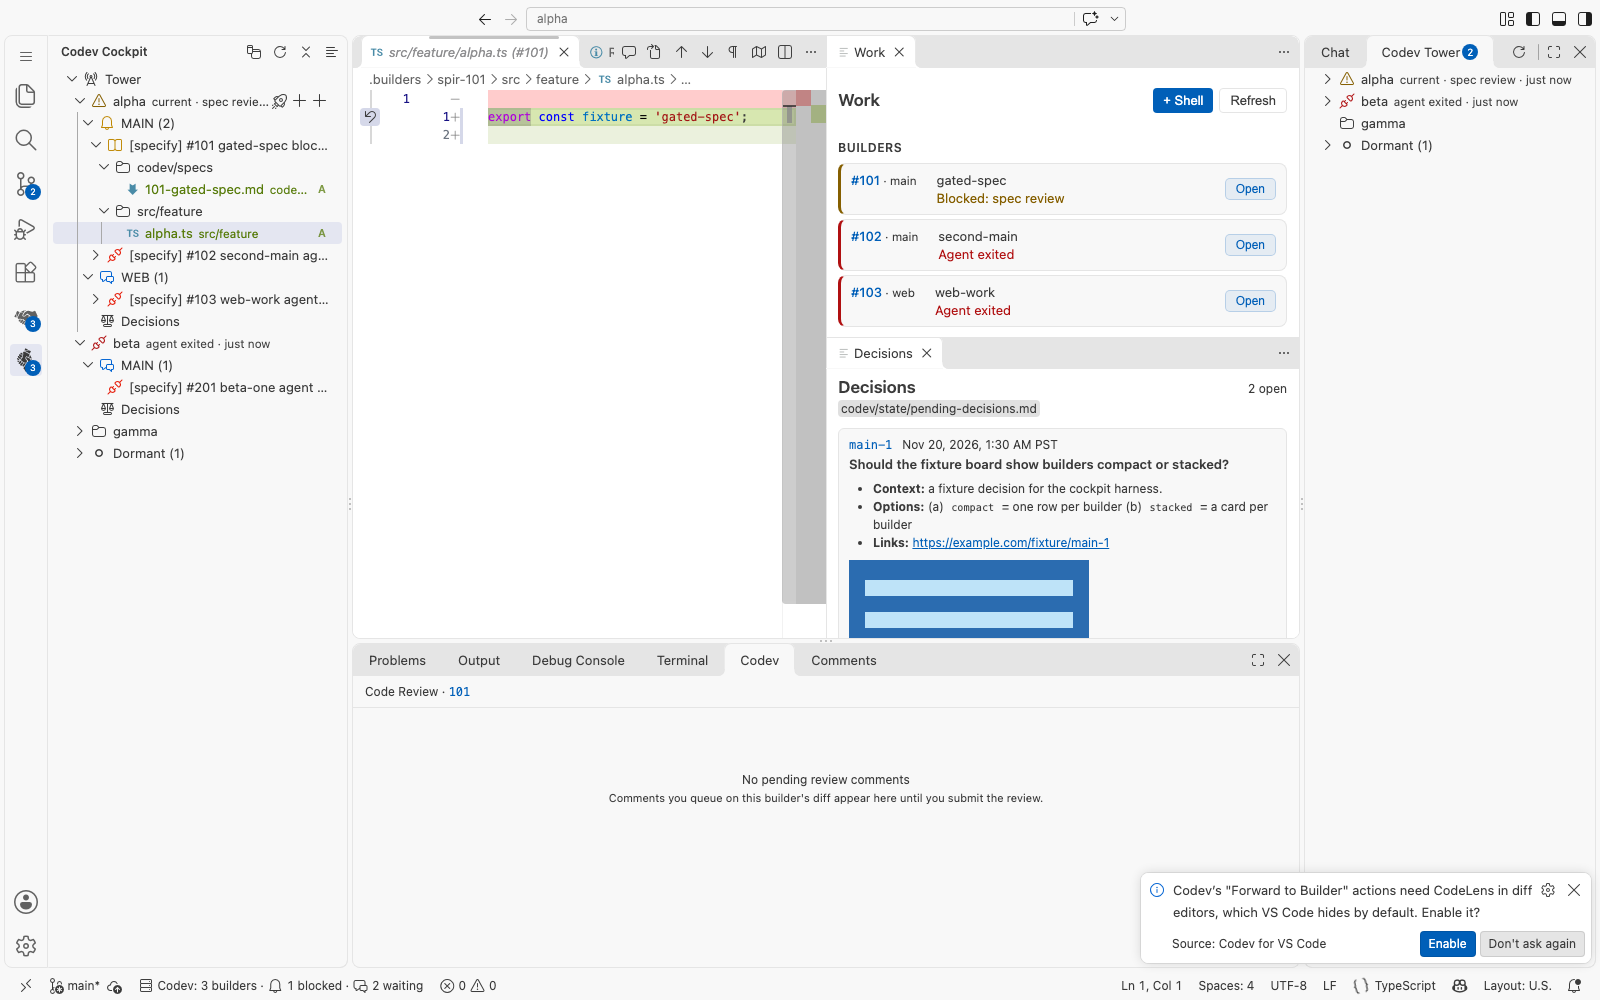 alpha
Codev Cockpit
Tower
alpha current · spec revie...
MAIN (2)
[specify] #101 gated-spec bloc...
codev/specs
101-gated-spec.md code... A
src/feature
TS alpha.ts src/feature A
[specify] #102 second-main ag...
WEB (1)
[specify] #103 web-work agent...
Decisions
beta agent exited · just now
MAIN (1)
[specify] #201 beta-one agent ...
Decisions
gamma
Dormant (1)
2
3
3
TS src/feature/alpha.ts (#101)
.builders > spir-101 > src > feature > TS alpha.ts > ...
1 —
1+ export const fixture = 'gated-spec';
2+
Work
Work
+ Shell
Refresh
BUILDERS
#101 · main gated-spec
Blocked: spec review
Open
#102 · main second-main
Agent exited
Open
#103 · web web-work
Agent exited
Open
Decisions
Decisions
2 open
codev/state/pending-decisions.md
main-1 Nov 20, 2026, 1:30 AM PST
Should the fixture board show builders compact or stacked?
• Context: a fixture decision for the cockpit harness.
• Options: (a) compact = one row per builder (b) stacked = a card per
builder
• Links: https://example.com/fixture/main-1
Problems Output Debug Console Terminal Codev Comments
Code Review · 101
No pending review comments
Comments you queue on this builder's diff appear here until you submit the review.
Chat Codev Tower 2
alpha current · spec review · just now
beta agent exited · just now
gamma
Dormant (1)
Codev's "Forward to Builder" actions need CodeLens in diff
editors, which VS Code hides by default. Enable it?
Source: Codev for VS Code
Enable
Don't ask again
main* Codev: 3 builders · 1 blocked · 2 waiting 0 0
Ln 1, Col 1 Spaces: 4 UTF-8 LF {} TypeScript Layout: U.S.